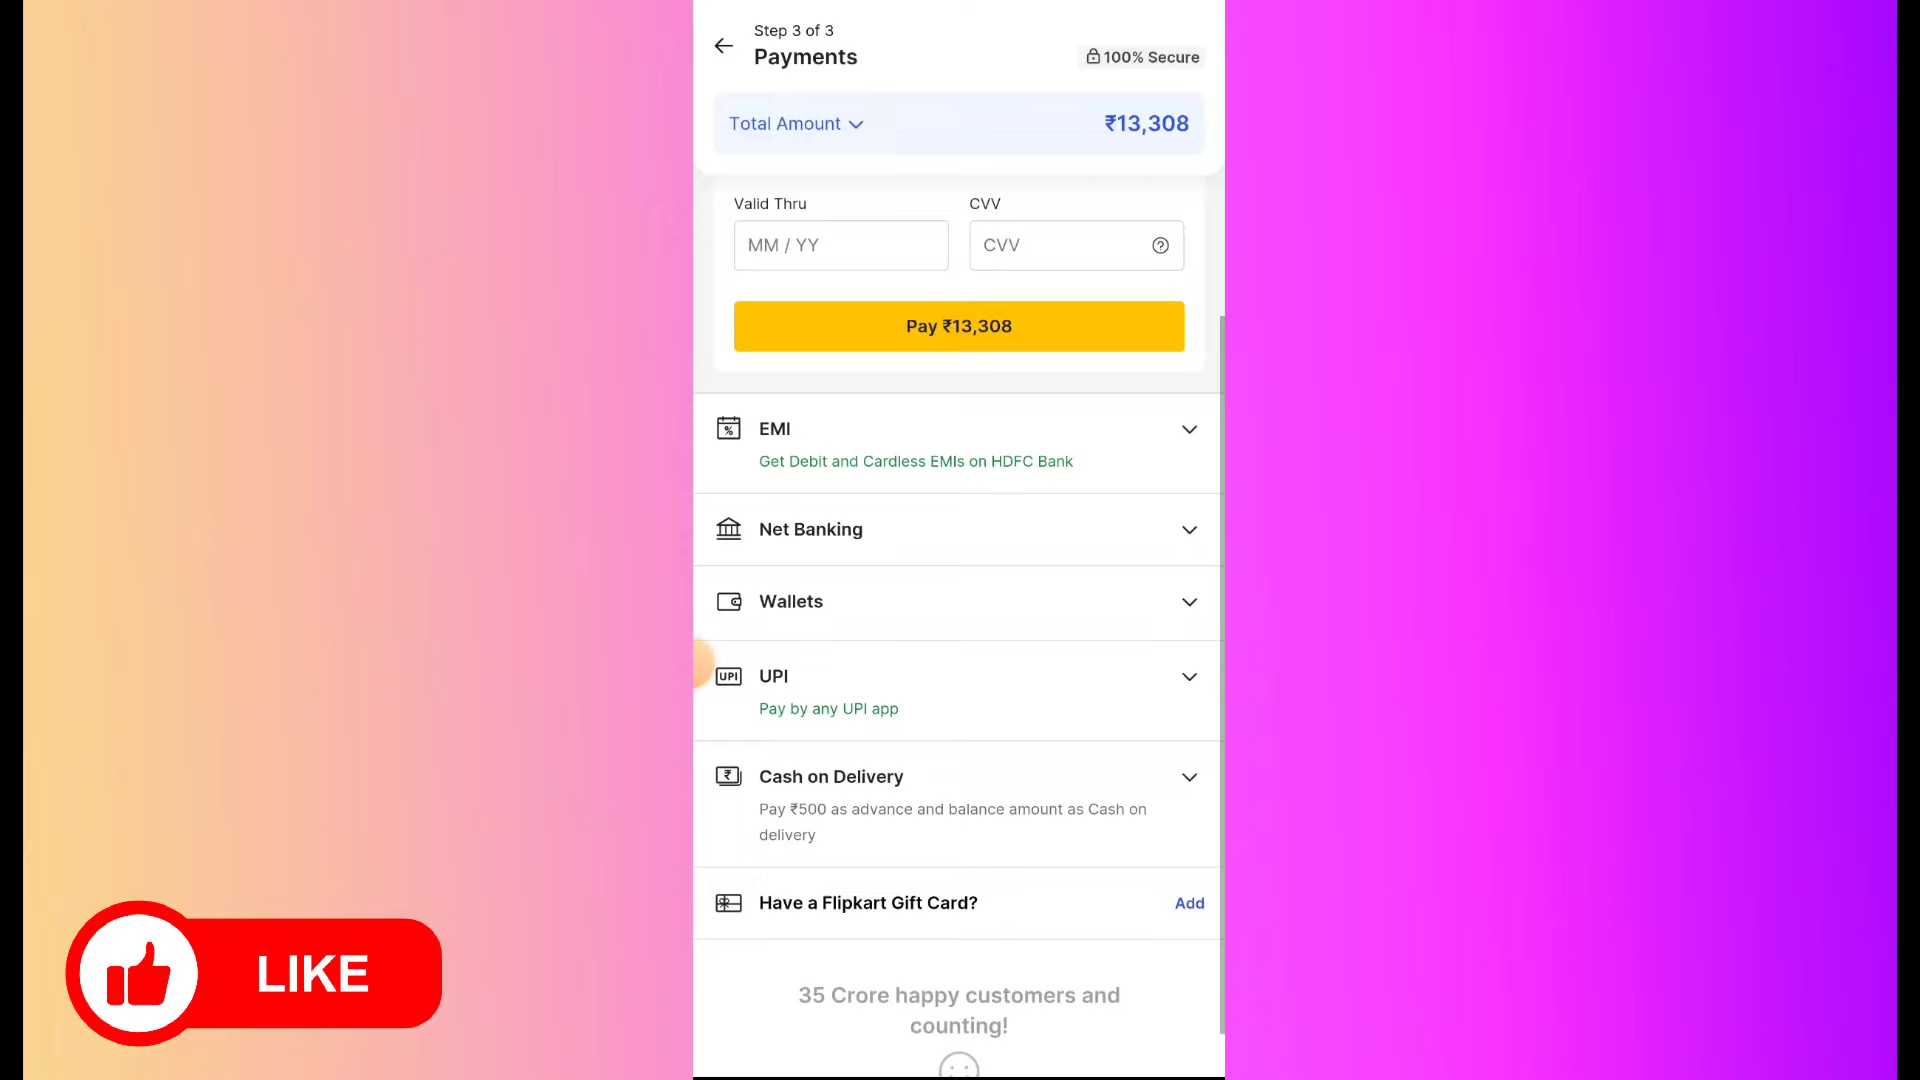 Step 3 of 3
Payments
100% Secure
Total Amount
₹13,308
Valid Thru
CVV
MM / YY
CVV
Pay ₹13,308
EMI
Get Debit and Cardless EMIs on HDFC Bank
Net Banking
Wallets
UPI
UPI
Pay by any UPI app
Cash on Delivery
Pay ₹500 as advance and balance amount as Cash on
delivery
Have a Flipkart Gift Card?
Add
LIKE
35 Crore happy customers and
counting!